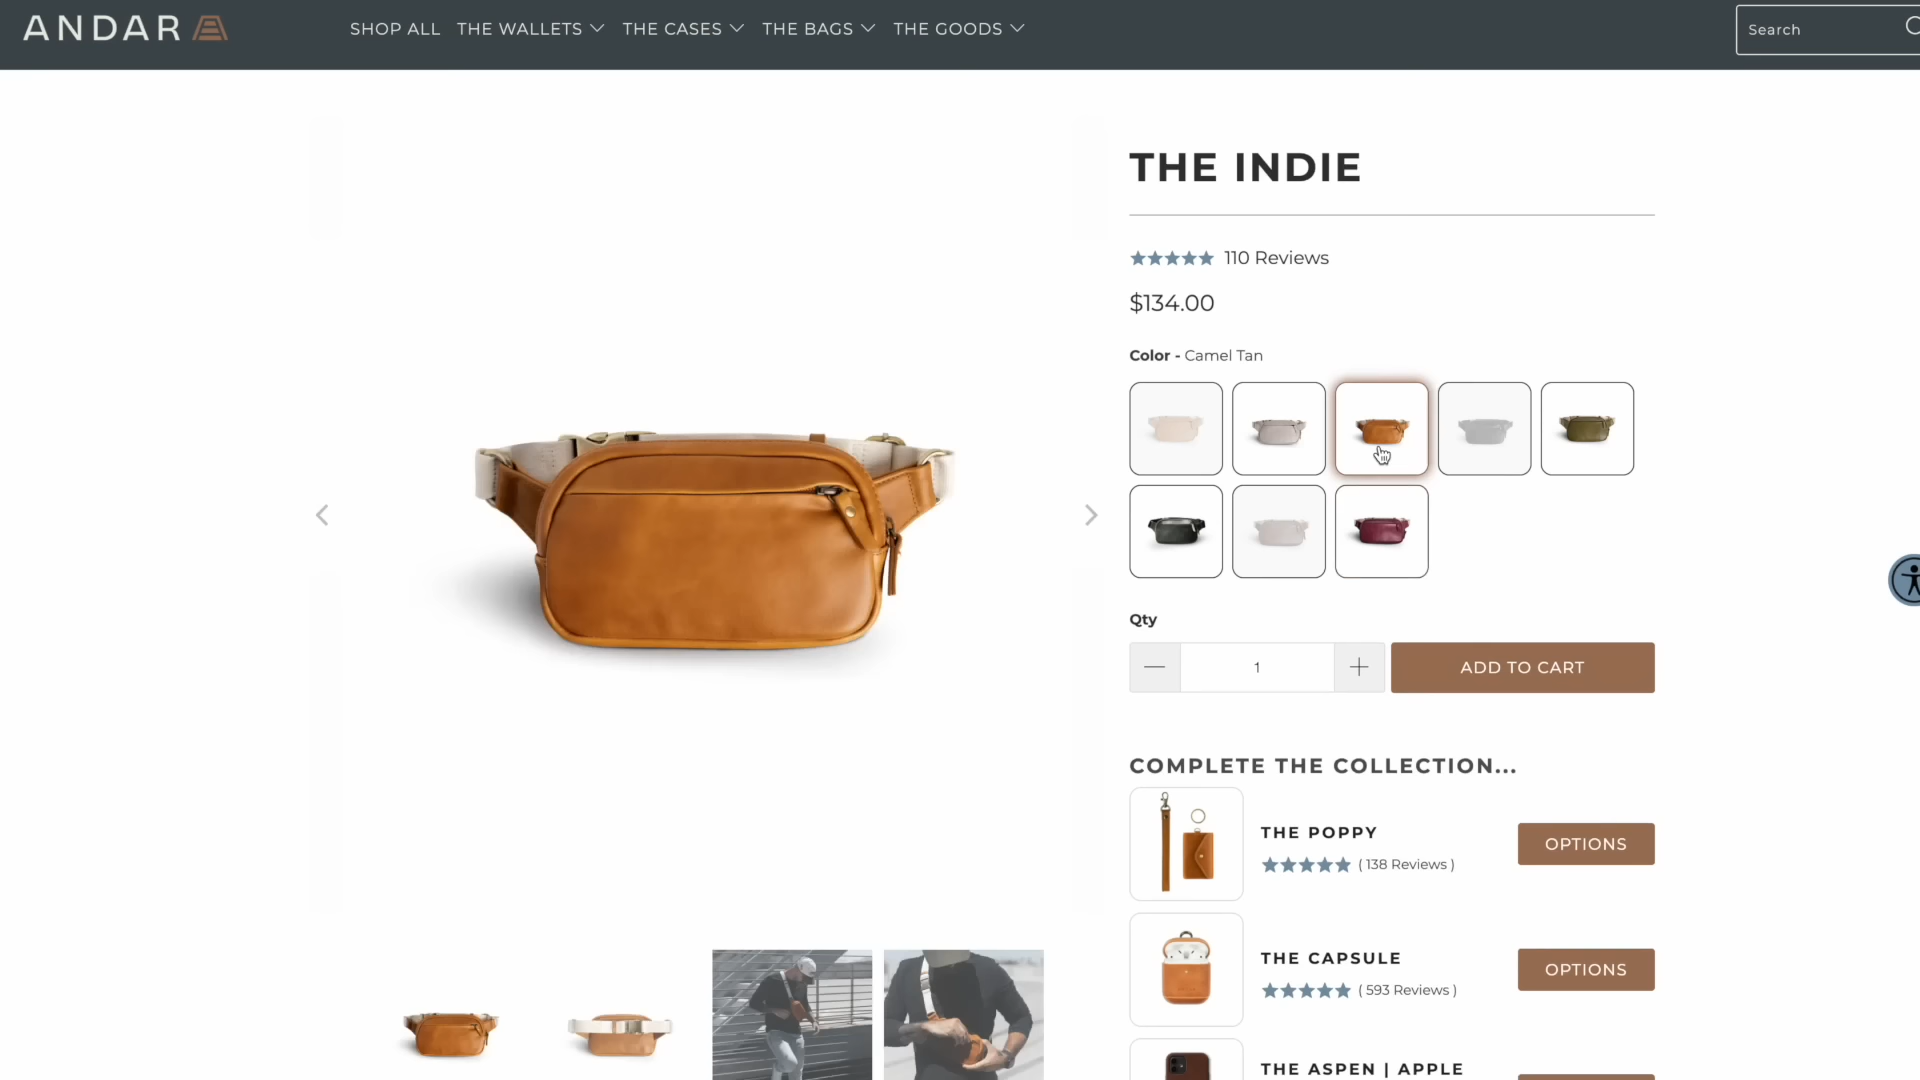 ANDAR
SHOP ALL THE WALLETS THE CASES THE BAGS THE GOODS
Search
THE INDIE
110 Reviews
$134.00
Color - Camel Tan
Qty
1
ADD TO CART
COMPLETE THE COLLECTION...
THE POPPY
( 138 Reviews )
OPTIONS
THE CAPSULE
( 593 Reviews )
OPTIONS
THE ASPEN | APPLE